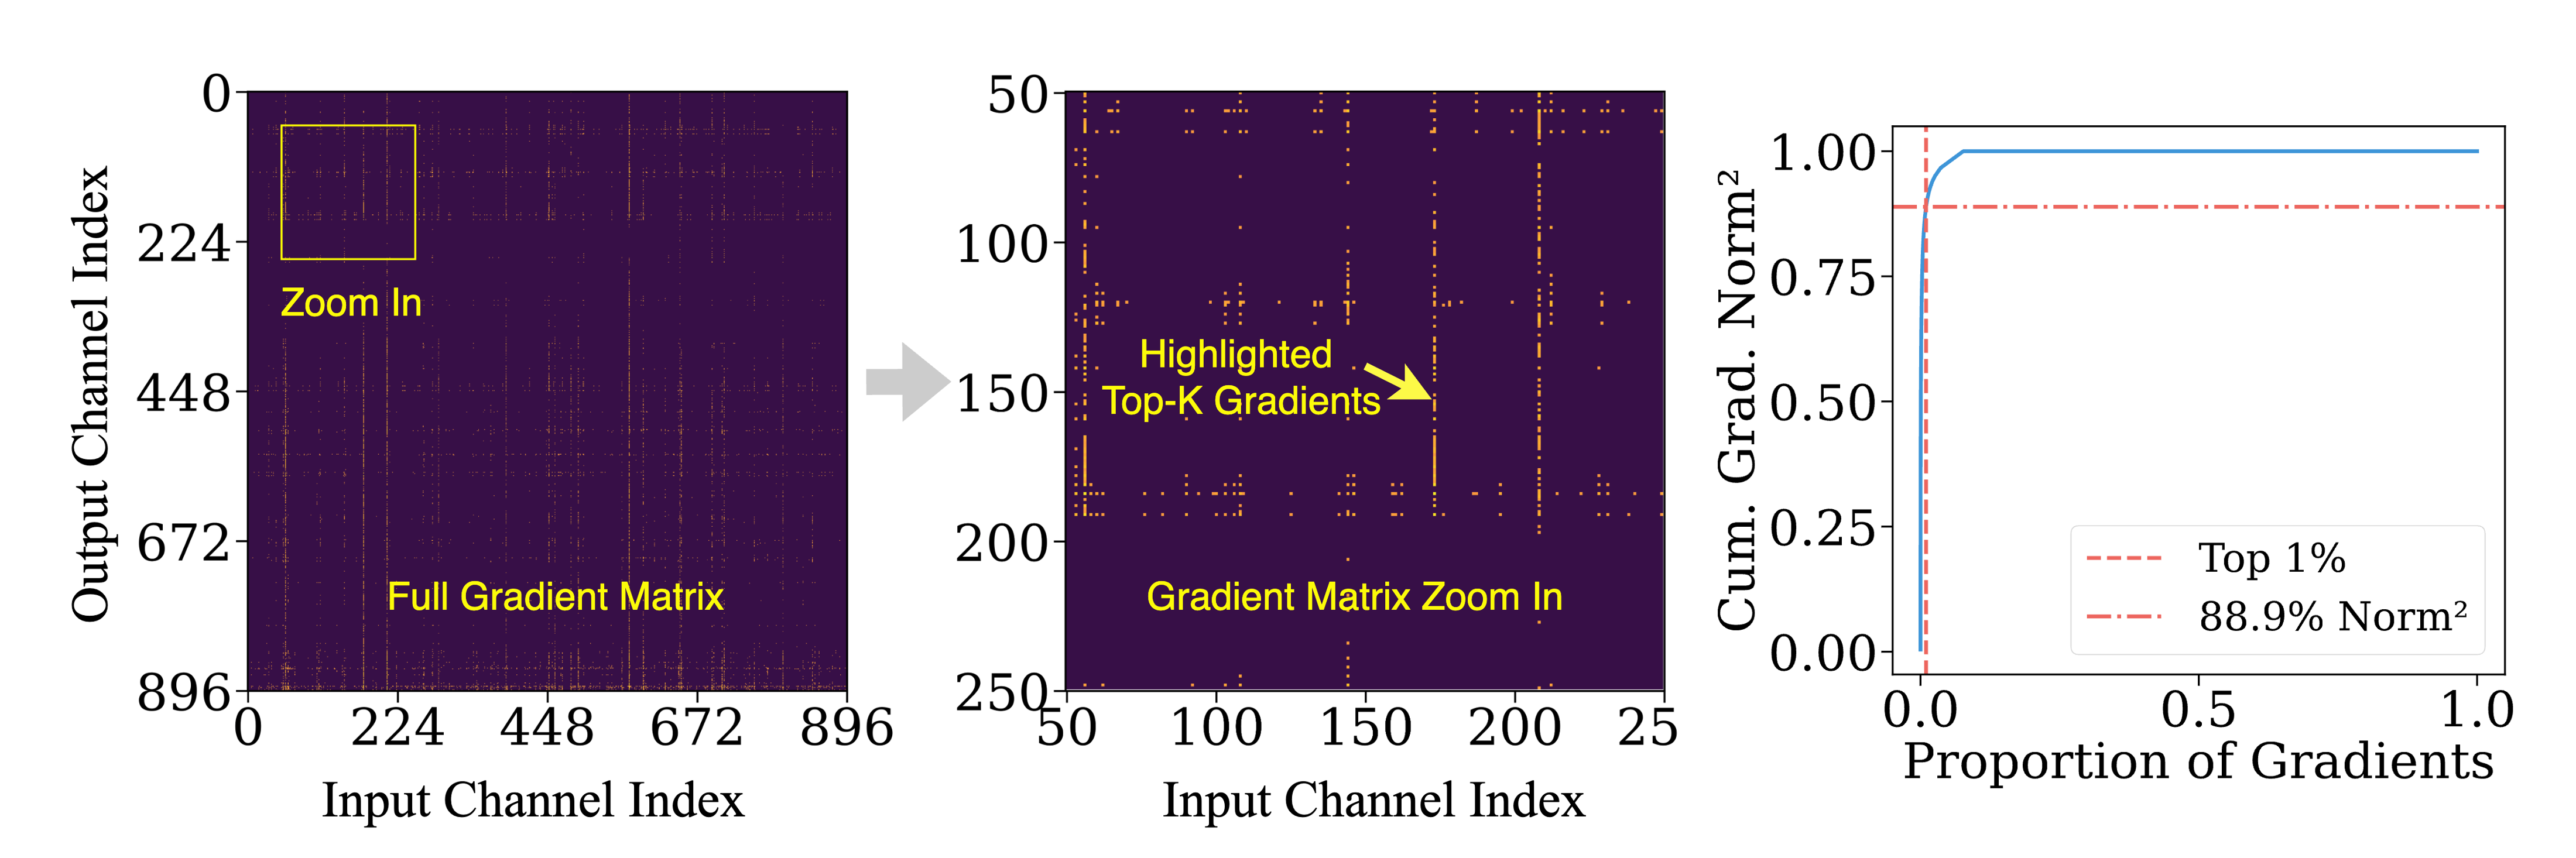 Output Channel Index
0
224
448
672
896
0 224 448 672 896
Input Channel Index
Zoom In
Full Gradient Matrix
50
100
150
200
250
50 100 150 200 25
Input Channel Index
Highlighted
Top-K Gradients
Gradient Matrix Zoom In
Cum. Grad. Norm²
1.00
0.75
0.50
0.25
0.00
0.0 0.5 1.0
Proportion of Gradients
Top 1%
88.9% Norm²